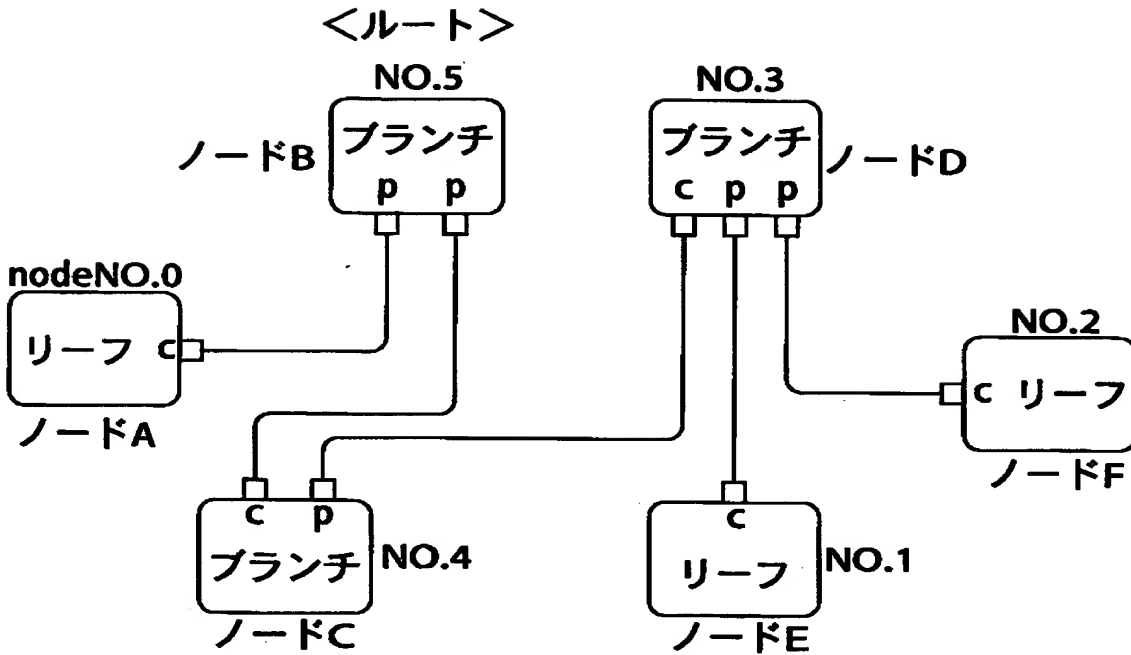 ＜ルート＞
NO.5
ブランチ
p p
ノードB
NO.3
ブランチ
c p p
ノードD
nodeNO.0
リーフ c
ノードA
NO.2
c リーフ
ノードF
c p
ブランチ
NO.4
ノードC
c
リーフ
NO.1
ノードE